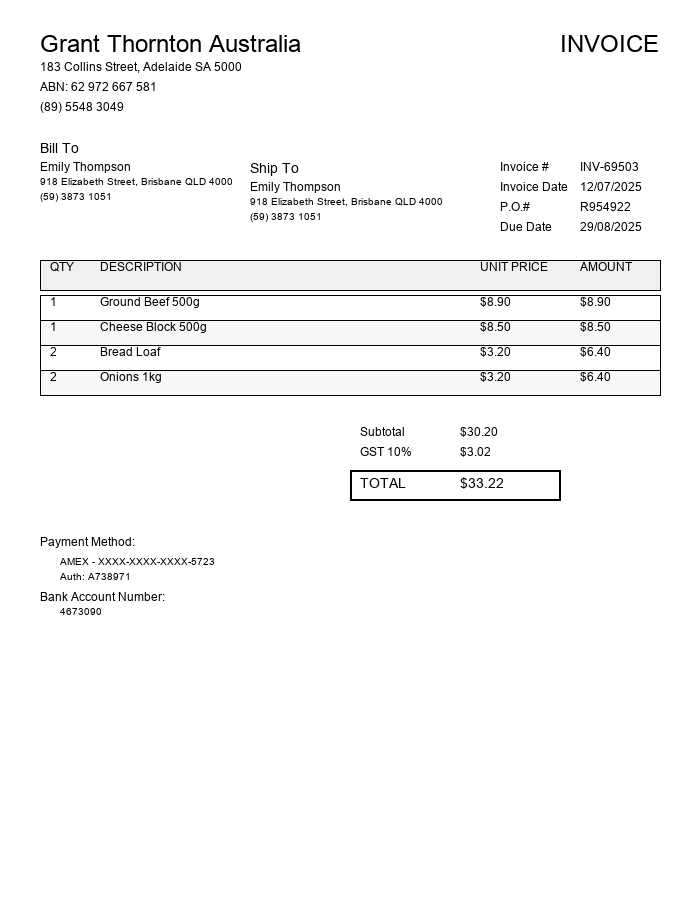 Grant Thornton Australia
INVOICE
183 Collins Street, Adelaide SA 5000
ABN: 62 972 667 581
(89) 5548 3049
Bill To
Emily Thompson
918 Elizabeth Street, Brisbane QLD 4000
(59) 3873 1051
Ship To
Emily Thompson
918 Elizabeth Street, Brisbane QLD 4000
(59) 3873 1051
Invoice # INV-69503
Invoice Date 12/07/2025
P.O.# R954922
Due Date 29/08/2025
QTY DESCRIPTION UNIT PRICE AMOUNT
1 Ground Beef 500g $8.90 $8.90
1 Cheese Block 500g $8.50 $8.50
2 Bread Loaf $3.20 $6.40
2 Onions 1kg $3.20 $6.40
Subtotal $30.20
GST 10% $3.02
TOTAL $33.22
Payment Method:
AMEX - XXXX-XXXX-XXXX-5723
Auth: A738971
Bank Account Number:
4673090